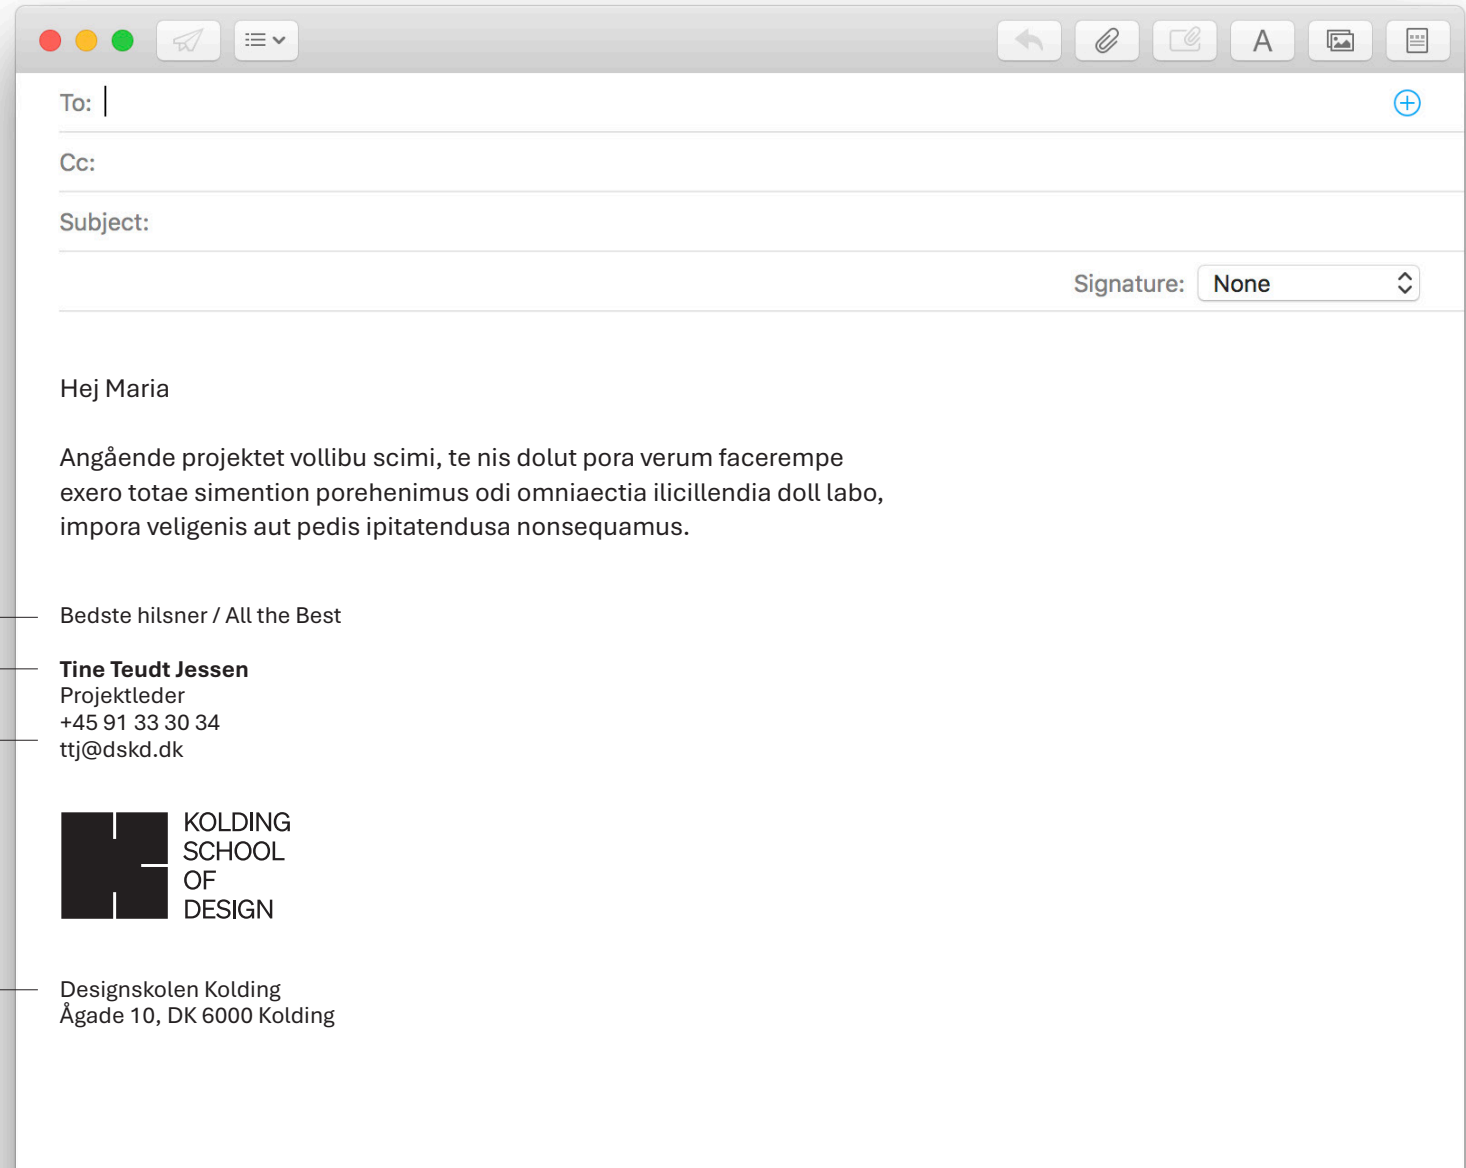 To:
Cc:
Subject:
Signature: None
Hej Maria
Angående projektet vollibu scimi, te nis dolut pora verum facerempe
exero totae simention porehenimus odi omniaectia ilicillendia doll labo,
impora veligenis aut pedis ipitatendusa nonsequamus.
Bedste hilsner / All the Best
Tine Teudt Jessen
Projektleder
+45 91 33 30 34
ttj@dskd.dk
KOLDING
SCHOOL
OF
DESIGN
Designskolen Kolding
Ågade 10, DK 6000 Kolding